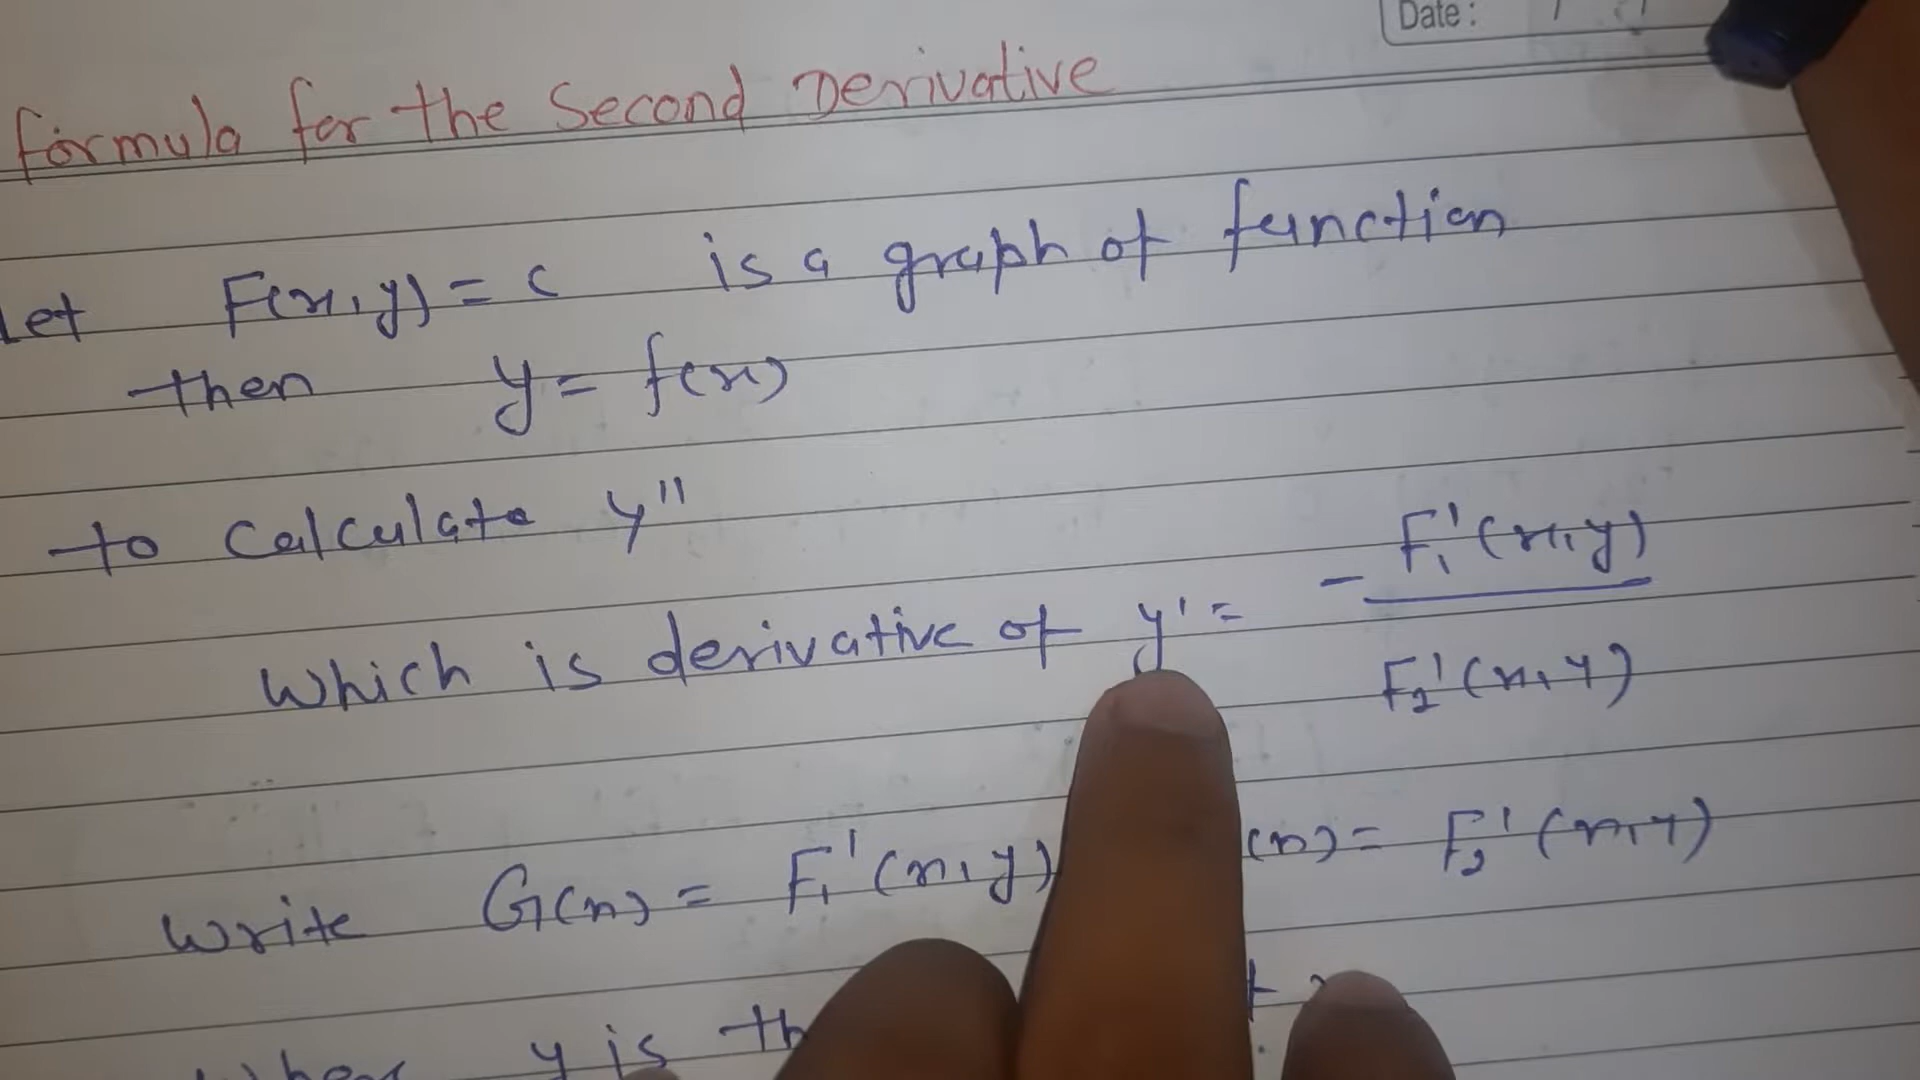 Date :
formula for the Second Derivative
Let F(x,y) = c is a graph of function
then y = f(x)
to calculate y''
which is derivative of y' = - F₁'(x,y) / F₂'(x,y)
write G(x) = F₁'(x,y) (x) = F₂'(x,y)
y is